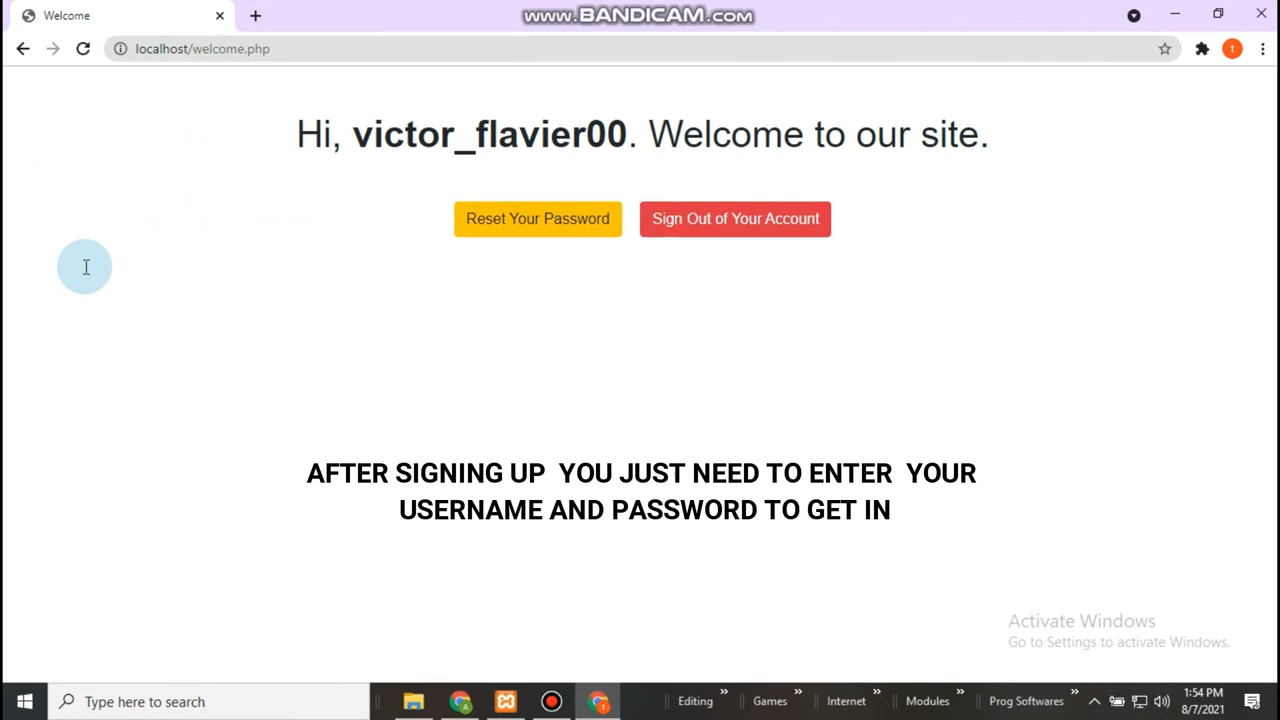 Welcome
www.BANDICAM.com
localhost/welcome.php
t
Hi, victor_flavier00. Welcome to our site.
Reset Your Password
Sign Out of Your Account
AFTER SIGNING UP YOU JUST NEED TO ENTER YOUR
USERNAME AND PASSWORD TO GET IN
Activate Windows
Go to Settings to activate Windows.
Type here to search
Editing
Games
Internet
Modules
Prog Softwares
1:54 PM
8/7/2021